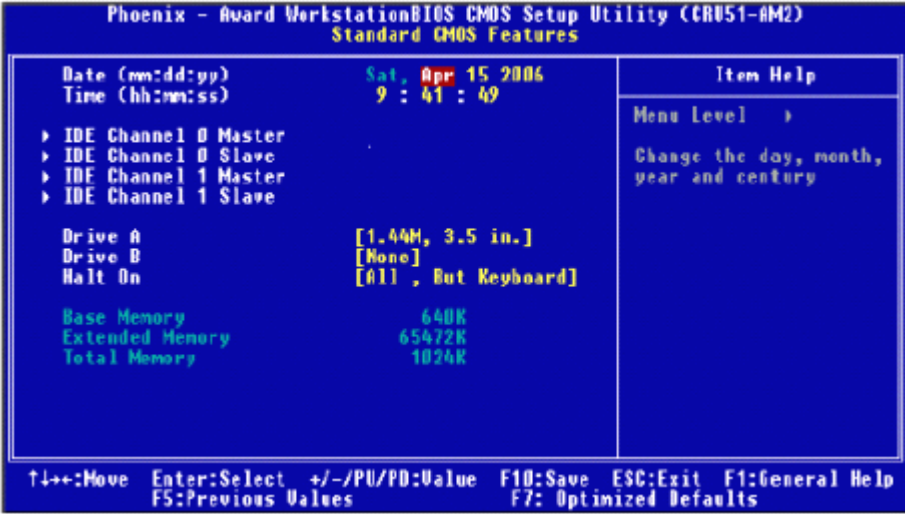 Phoenix - Award WorkstationBIOS CMOS Setup Utility (CRU51-AM2)
Standard CMOS Features
Date (mm:dd:yy) Sat, Apr 15 2006
Time (hh:mm:ss) 9 : 41 : 49
IDE Channel 0 Master
IDE Channel 0 Slave
IDE Channel 1 Master
IDE Channel 1 Slave
Drive A [1.44M, 3.5 in.]
Drive B [None]
Halt On [All , But Keyboard]
Base Memory 640K
Extended Memory 65472K
Total Memory 1024K
Item Help
Menu Level
Change the day, month,
year and century
↑↓→←:Move Enter:Select +/-/PU/PD:Value F10:Save ESC:Exit F1:General Help
F5:Previous Values F7: Optimized Defaults